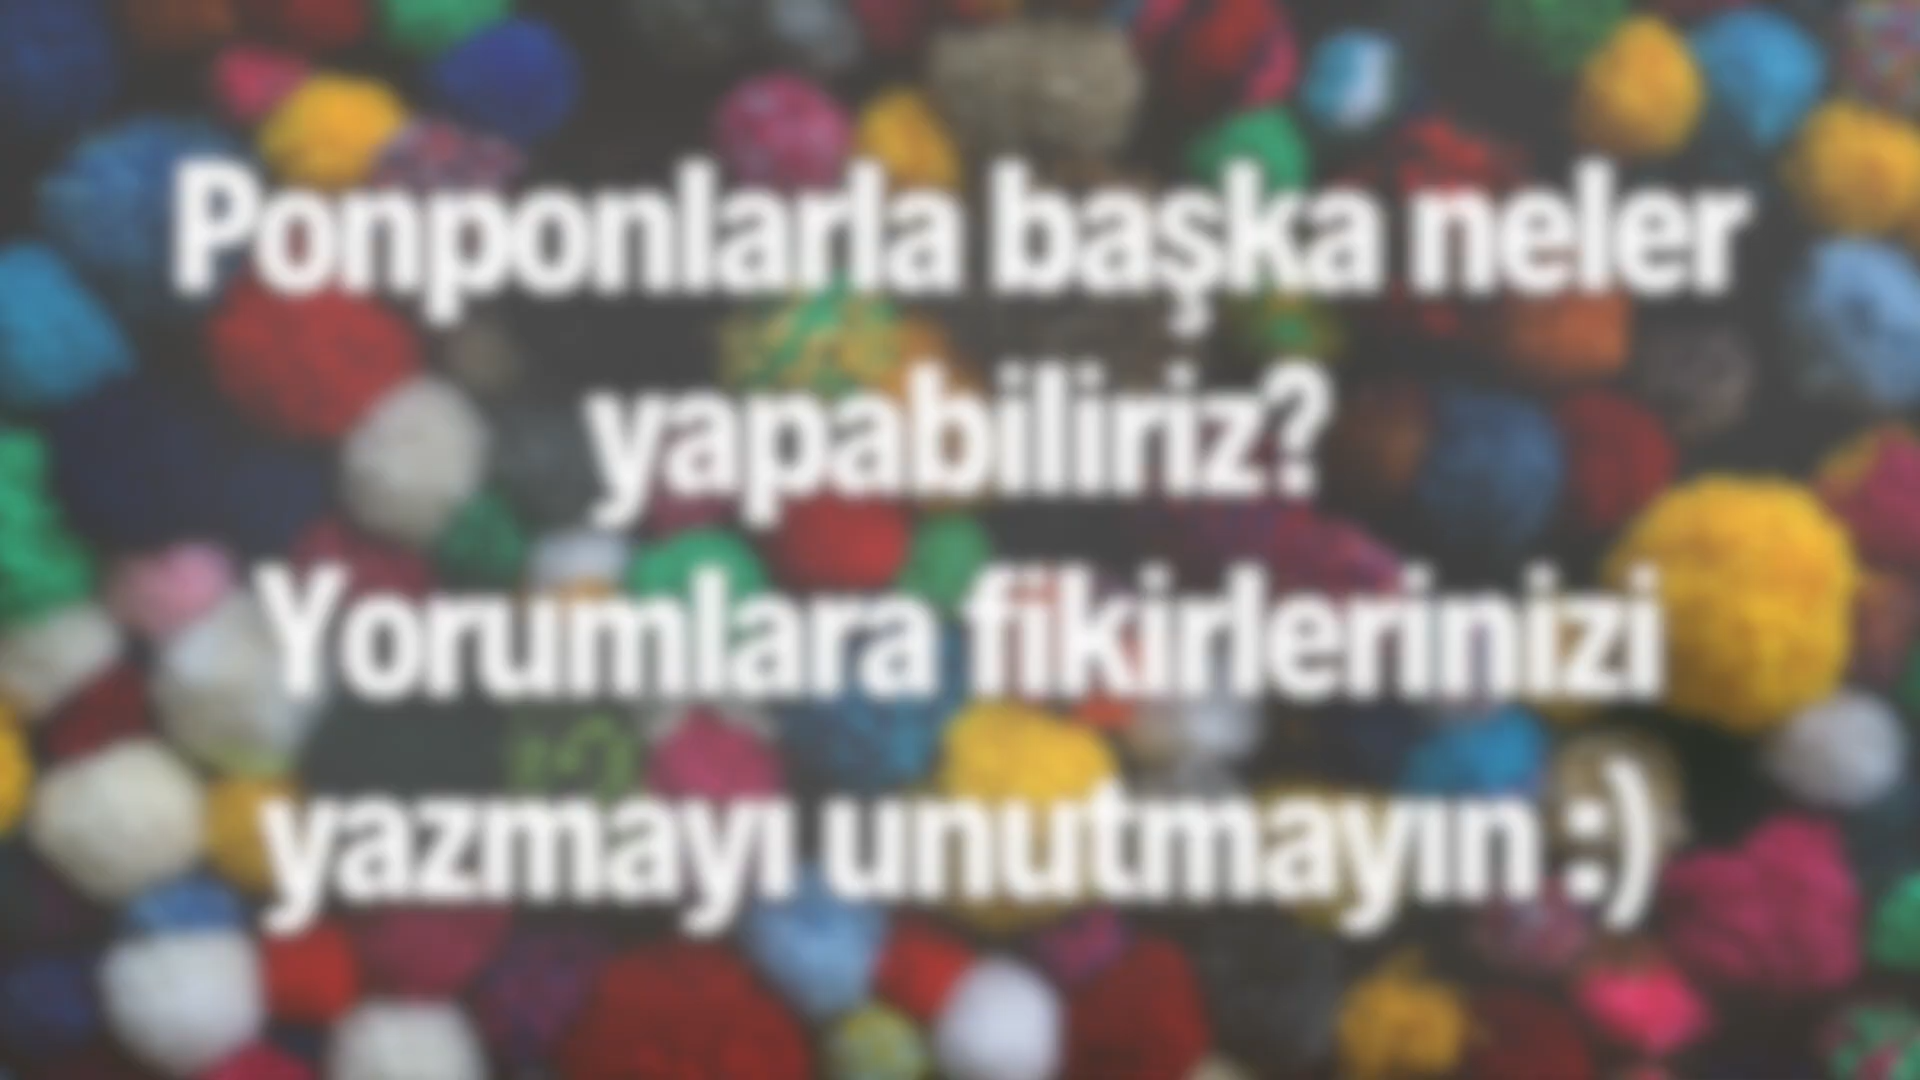 Ponponlarla başka neler
yapabiliriz?
Yorumlara fikirlerinizi
yazmayı unutmayın :)